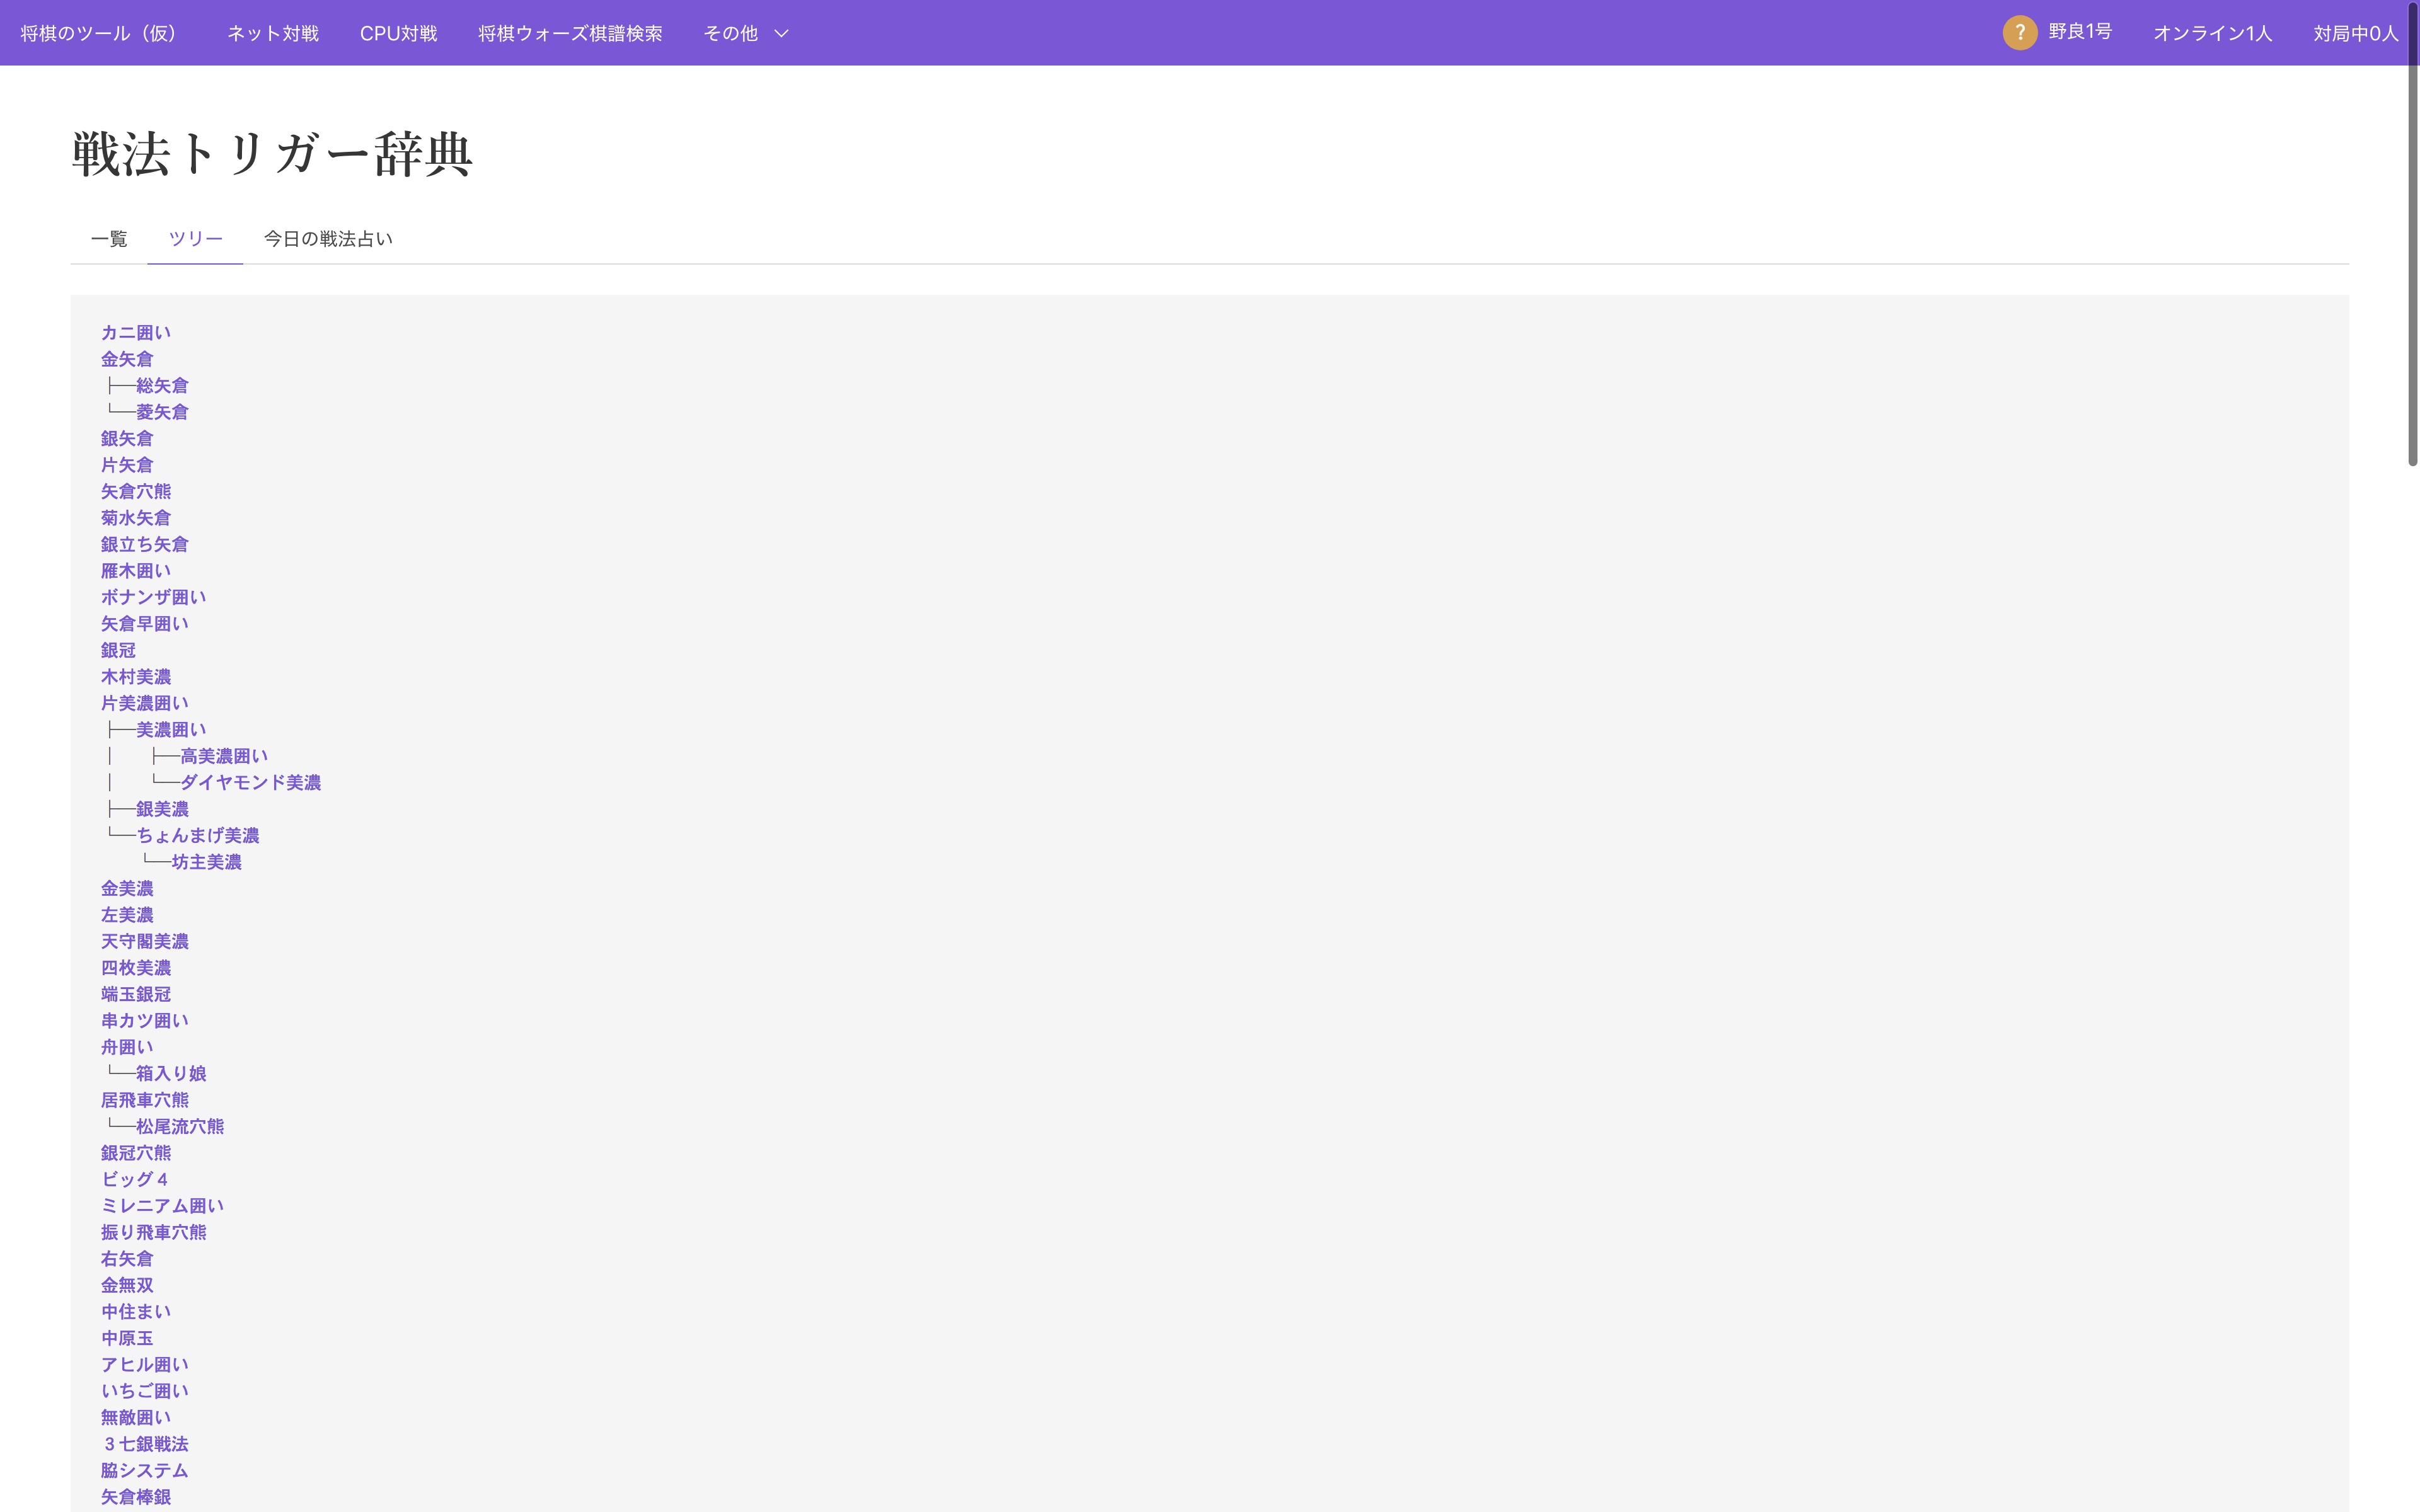 将棋のツール（仮） ネット対戦 CPU対戦 将棋ウォーズ棋譜検索 その他 ? 野良1号 オンライン1人 対局中0人
戦法トリガー辞典
一覧 ツリー 今日の戦法占い
カニ囲い
金矢倉
├─総矢倉
└─菱矢倉
銀矢倉
片矢倉
矢倉穴熊
菊水矢倉
銀立ち矢倉
雁木囲い
ボナンザ囲い
矢倉早囲い
銀冠
木村美濃
片美濃囲い
├─美濃囲い
│   ├─高美濃囲い
│   └─ダイヤモンド美濃
├─銀美濃
└─ちょんまげ美濃
    └─坊主美濃
金美濃
左美濃
天守閣美濃
四枚美濃
端玉銀冠
串カツ囲い
舟囲い
└─箱入り娘
居飛車穴熊
└─松尾流穴熊
銀冠穴熊
ビッグ４
ミレニアム囲い
振り飛車穴熊
右矢倉
金無双
中住まい
中原玉
アヒル囲い
いちご囲い
無敵囲い
３七銀戦法
脇システム
矢倉棒銀